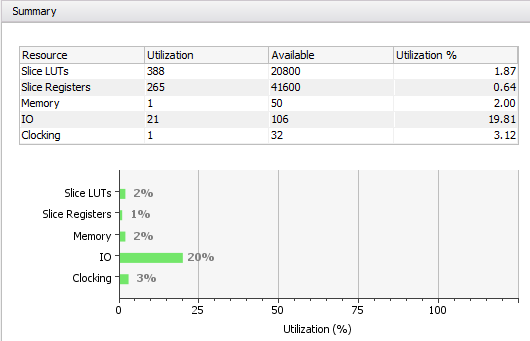 Summary
Resource Utilization Available Utilization %
Slice LUTs 388 20800 1.87
Slice Registers 265 41600 0.64
Memory 1 50 2.00
IO 21 106 19.81
Clocking 1 32 3.12
Slice LUTs 2%
Slice Registers 1%
Memory 2%
IO 20%
Clocking 3%
0 25 50 75 100
Utilization (%)